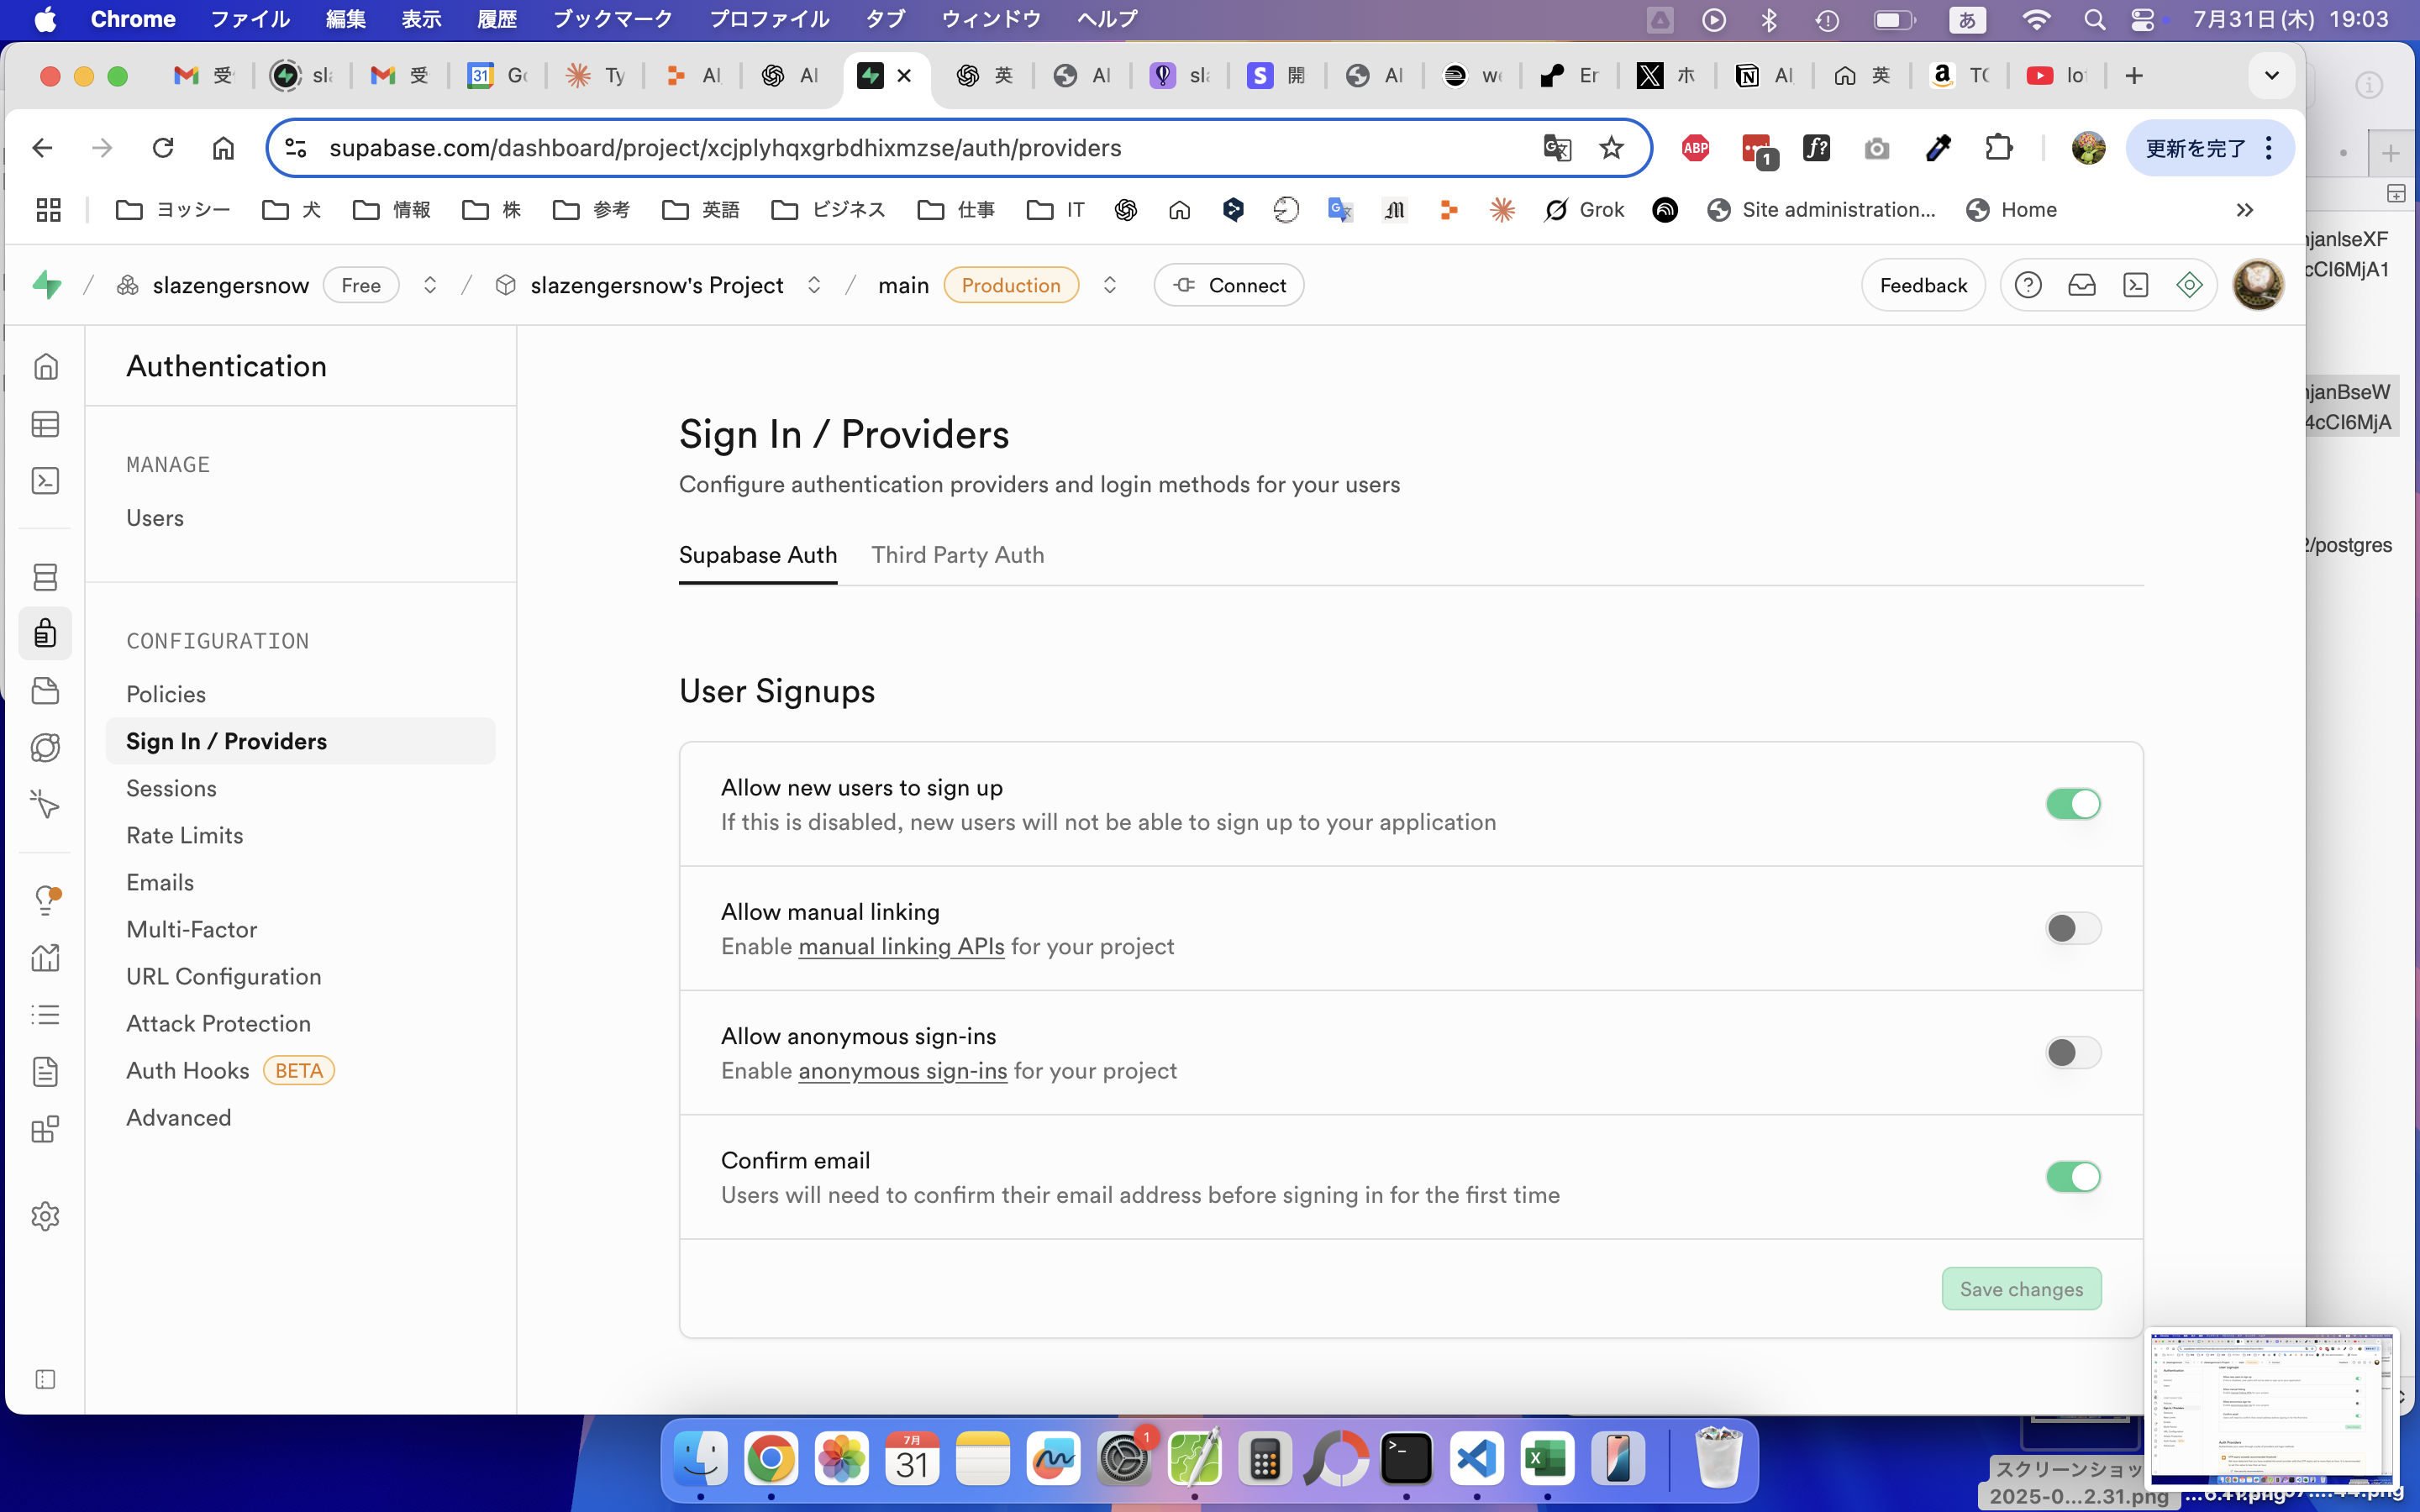 Chrome ファイル 編集 表示 履歴 ブックマーク プロファイル タブ ウィンドウ ヘルプ あ 7月31日(木) 19:03
受 sl 受 31 G Ty AI AI 英 AI sl S 開 AI w Er X ホ N AI 英 a TO lo
supabase.com/dashboard/project/xcjplyhqxgrbdhixmzse/auth/providers ABP 1 f? 更新を完了
ヨッシー 犬 情報 株 参考 英語 ビジネス 仕事 IT Grok Site administration... Home
slazengersnow Free / slazengersnow's Project / main Production Connect Feedback
Authentication
MANAGE
Users
CONFIGURATION
Policies
Sign In / Providers
Sessions
Rate Limits
Emails
Multi-Factor
URL Configuration
Attack Protection
Auth Hooks BETA
Advanced
Sign In / Providers
Configure authentication providers and login methods for your users
Supabase Auth Third Party Auth
User Signups
Allow new users to sign up
If this is disabled, new users will not be able to sign up to your application
Allow manual linking
Enable manual linking APIs for your project
Allow anonymous sign-ins
Enable anonymous sign-ins for your project
Confirm email
Users will need to confirm their email address before signing in for the first time
Save changes
/postgres
7月
31
1
スクリーンショッ
2025-0...2.31.png